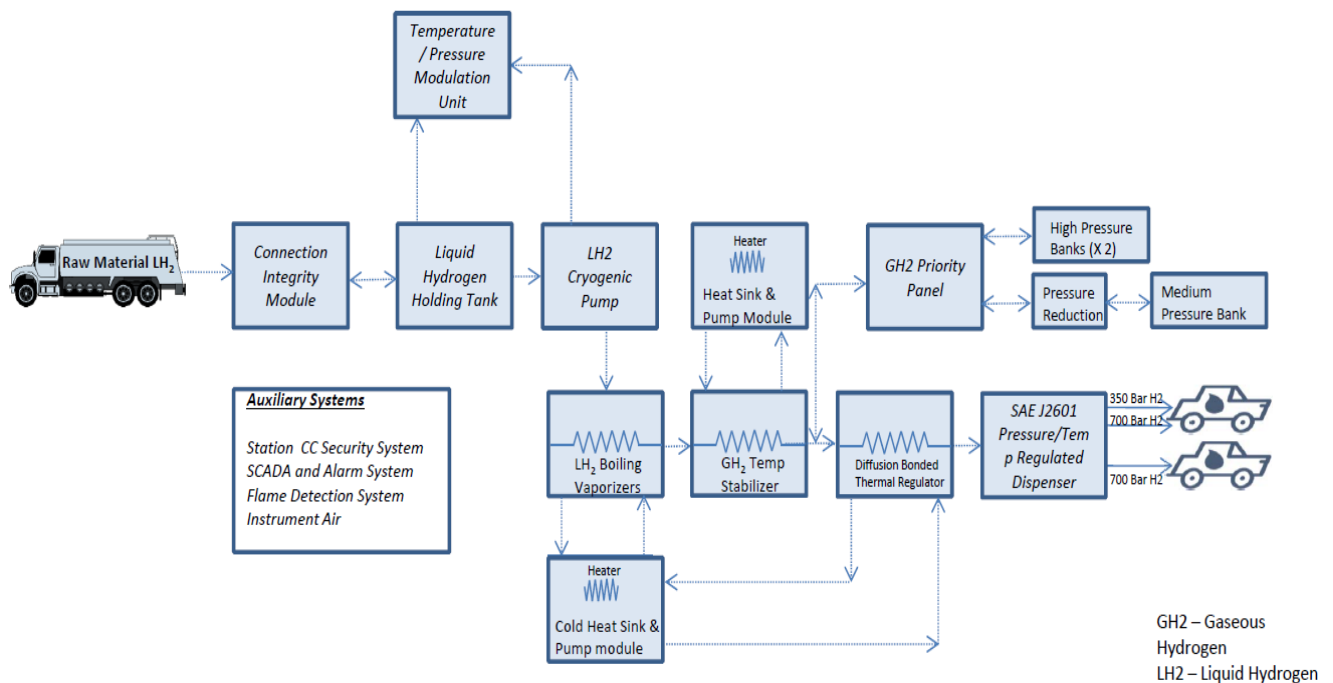 Temperature
/ Pressure
Modulation
Unit
Raw Material LH2
Connection
Integrity
Module
Liquid
Hydrogen
Holding Tank
LH2
Cryogenic
Pump
Heater
Heat Sink &
Pump Module
GH2 Priority
Panel
High Pressure
Banks (X 2)
Pressure
Reduction
Medium
Pressure Bank
Auxiliary Systems
Station CC Security System
SCADA and Alarm System
Flame Detection System
Instrument Air
LH2 Boiling
Vaporizers
GH2 Temp
Stabilizer
Diffusion Bonded
Thermal Regulator
SAE J2601
Pressure/Tem
p Regulated
Dispenser
350 Bar H2
700 Bar H2
700 Bar H2
Heater
Cold Heat Sink &
Pump module
GH2 – Gaseous
Hydrogen
LH2 – Liquid Hydrogen